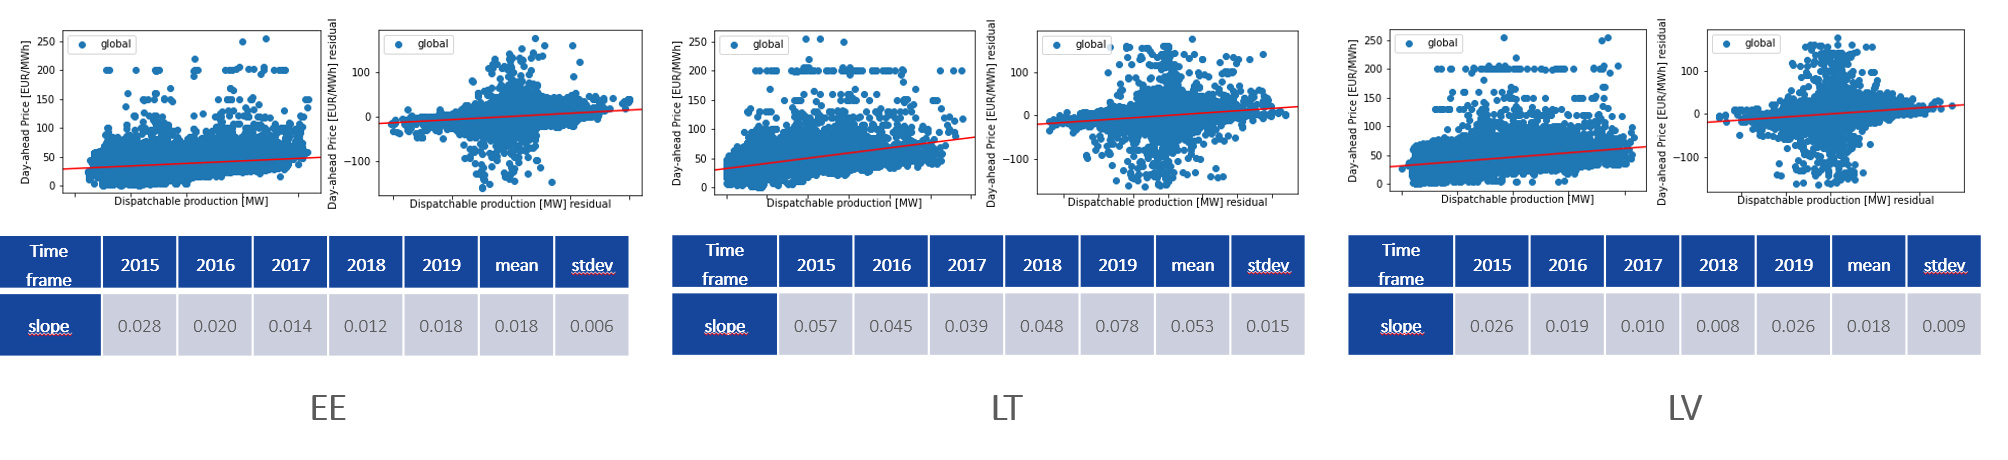 Day-ahead Price [EUR/MWh]
250
200
150
100
50
0
global
Dispatchable production [MW]
Day-ahead Price [EUR/MWh] residual
100
0
−100
global
Dispatchable production [MW] residual
Time frame 2015 2016 2017 2018 2019 mean stdev
slope 0.028 0.020 0.014 0.012 0.018 0.018 0.006
EE
Day-ahead Price [EUR/MWh]
250
200
150
100
50
0
global
Dispatchable production [MW]
Day-ahead Price [EUR/MWh] residual
100
0
−100
global
Dispatchable production [MW] residual
Time frame 2015 2016 2017 2018 2019 mean stdev
slope 0.057 0.045 0.039 0.048 0.078 0.053 0.015
LT
Day-ahead Price [EUR/MWh]
250
200
150
100
50
0
global
Dispatchable production [MW]
Day-ahead Price [EUR/MWh] residual
100
0
−100
global
Dispatchable production [MW] residual
Time frame 2015 2016 2017 2018 2019 mean stdev
slope 0.026 0.019 0.010 0.008 0.026 0.018 0.009
LV